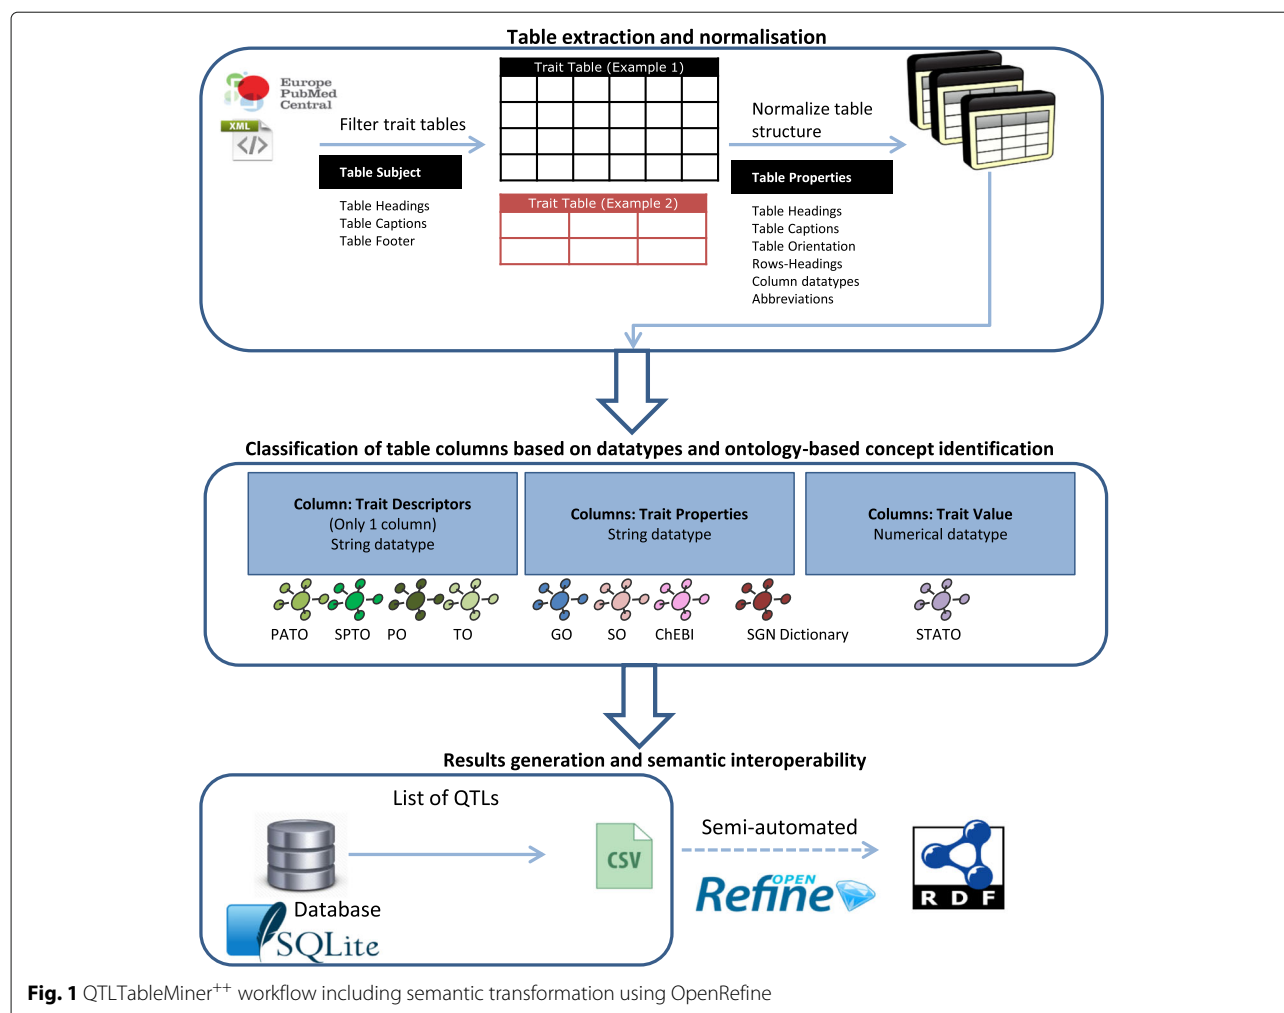 Table extraction and normalisation
Europe
PubMed
Central
XML
</>
Filter trait tables
Table Subject
Table Headings
Table Captions
Table Footer
Trait Table (Example 1)
Trait Table (Example 2)
Normalize table
structure
Table Properties
Table Headings
Table Captions
Table Orientation
Rows-Headings
Column datatypes
Abbreviations
Classification of table columns based on datatypes and ontology-based concept identification
Column: Trait Descriptors
(Only 1 column)
String datatype
Columns: Trait Properties
String datatype
Columns: Trait Value
Numerical datatype
PATO
SPTO
PO
TO
GO
SO
ChEBI
SGN Dictionary
STATO
Results generation and semantic interoperability
List of QTLs
Database
SQLite
CSV
Semi-automated
OPEN
Refine
RDF
Fig. 1 QTLTableMiner++ workflow including semantic transformation using OpenRefine